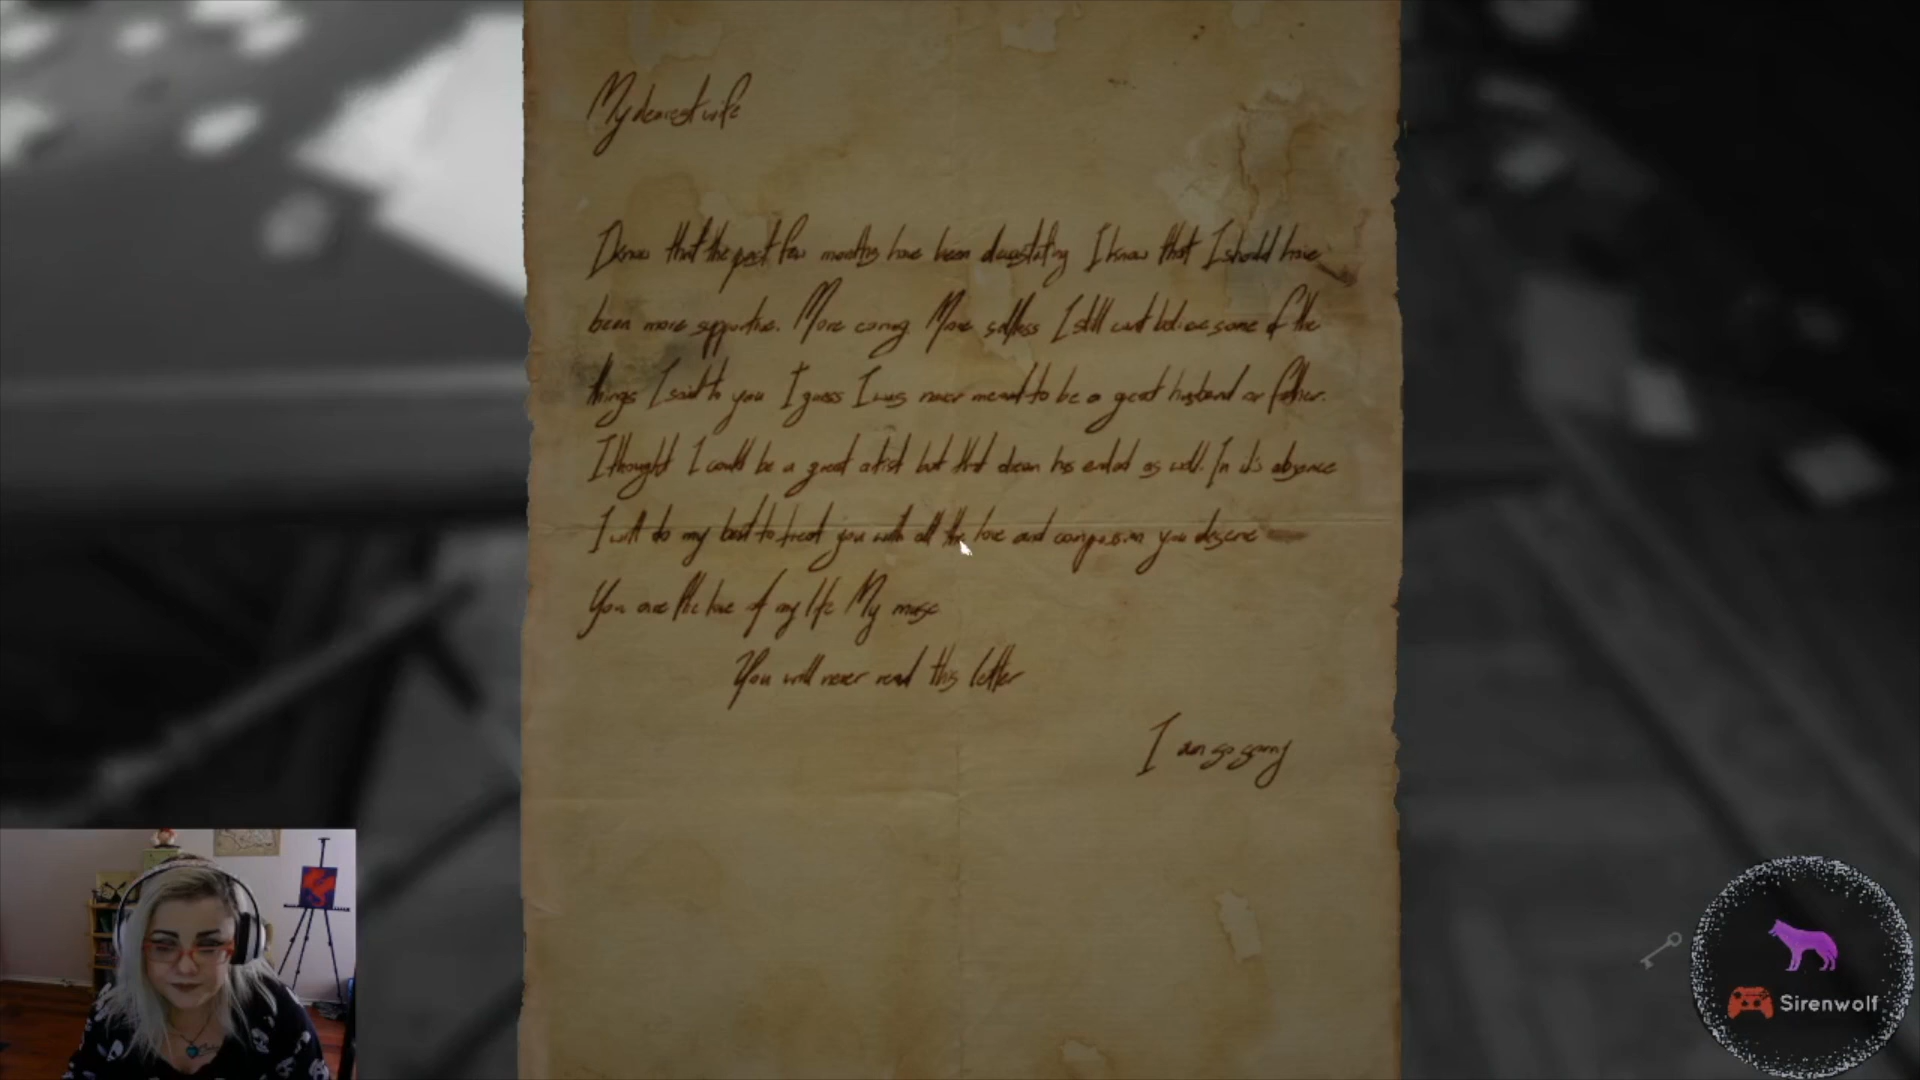 My dearest wife
I know that the past few months have been devastating I know that I should have
been more supportive. More caring More selfless I still cant believe some of the
things I said to you I guess I was never meant to be a great husband or father.
I thought I could be a great artist but that dream has ended as well. In it's absence
I will do my best to treat you with all the love and compassion you deserve
You are the love of my life My muse
You will never read this letter
I am so sorry
Sirenwolf